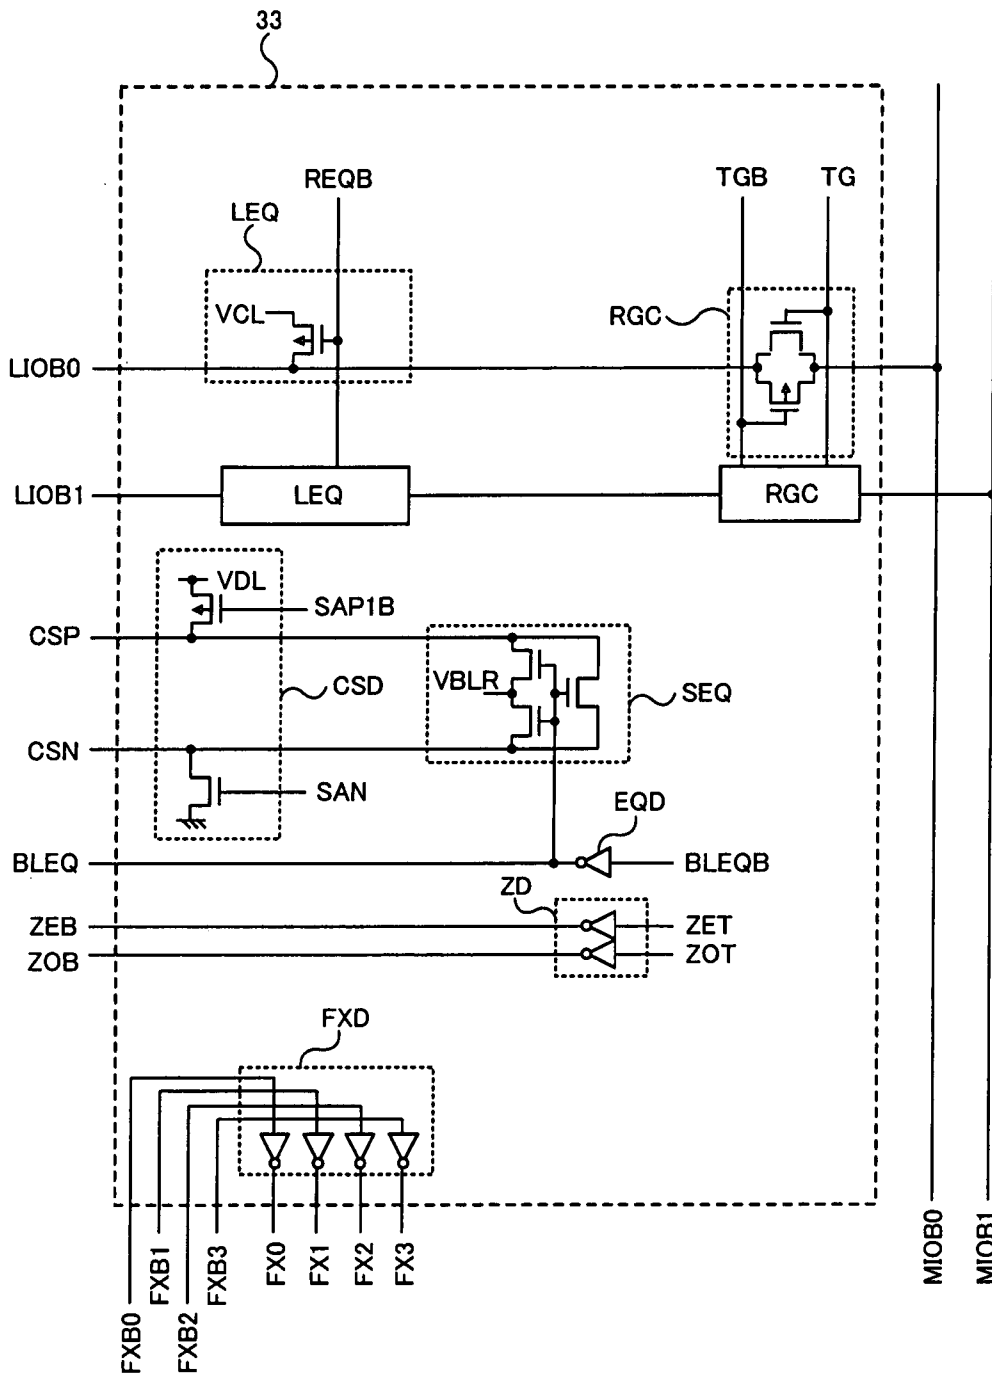 33
REQB
TGB
TG
LEQ
VCL
RGC
LIOB0
LIOB1
LEQ
RGC
VDL
SAP1B
CSP
CSD
VBLR
SEQ
CSN
SAN
EQD
BLEQ
BLEQB
ZD
ZEB
ZET
ZOB
ZOT
FXD
FXB0
FXB1
FXB2
FXB3
FX0
FX1
FX2
FX3
MIOB0
MIOB1